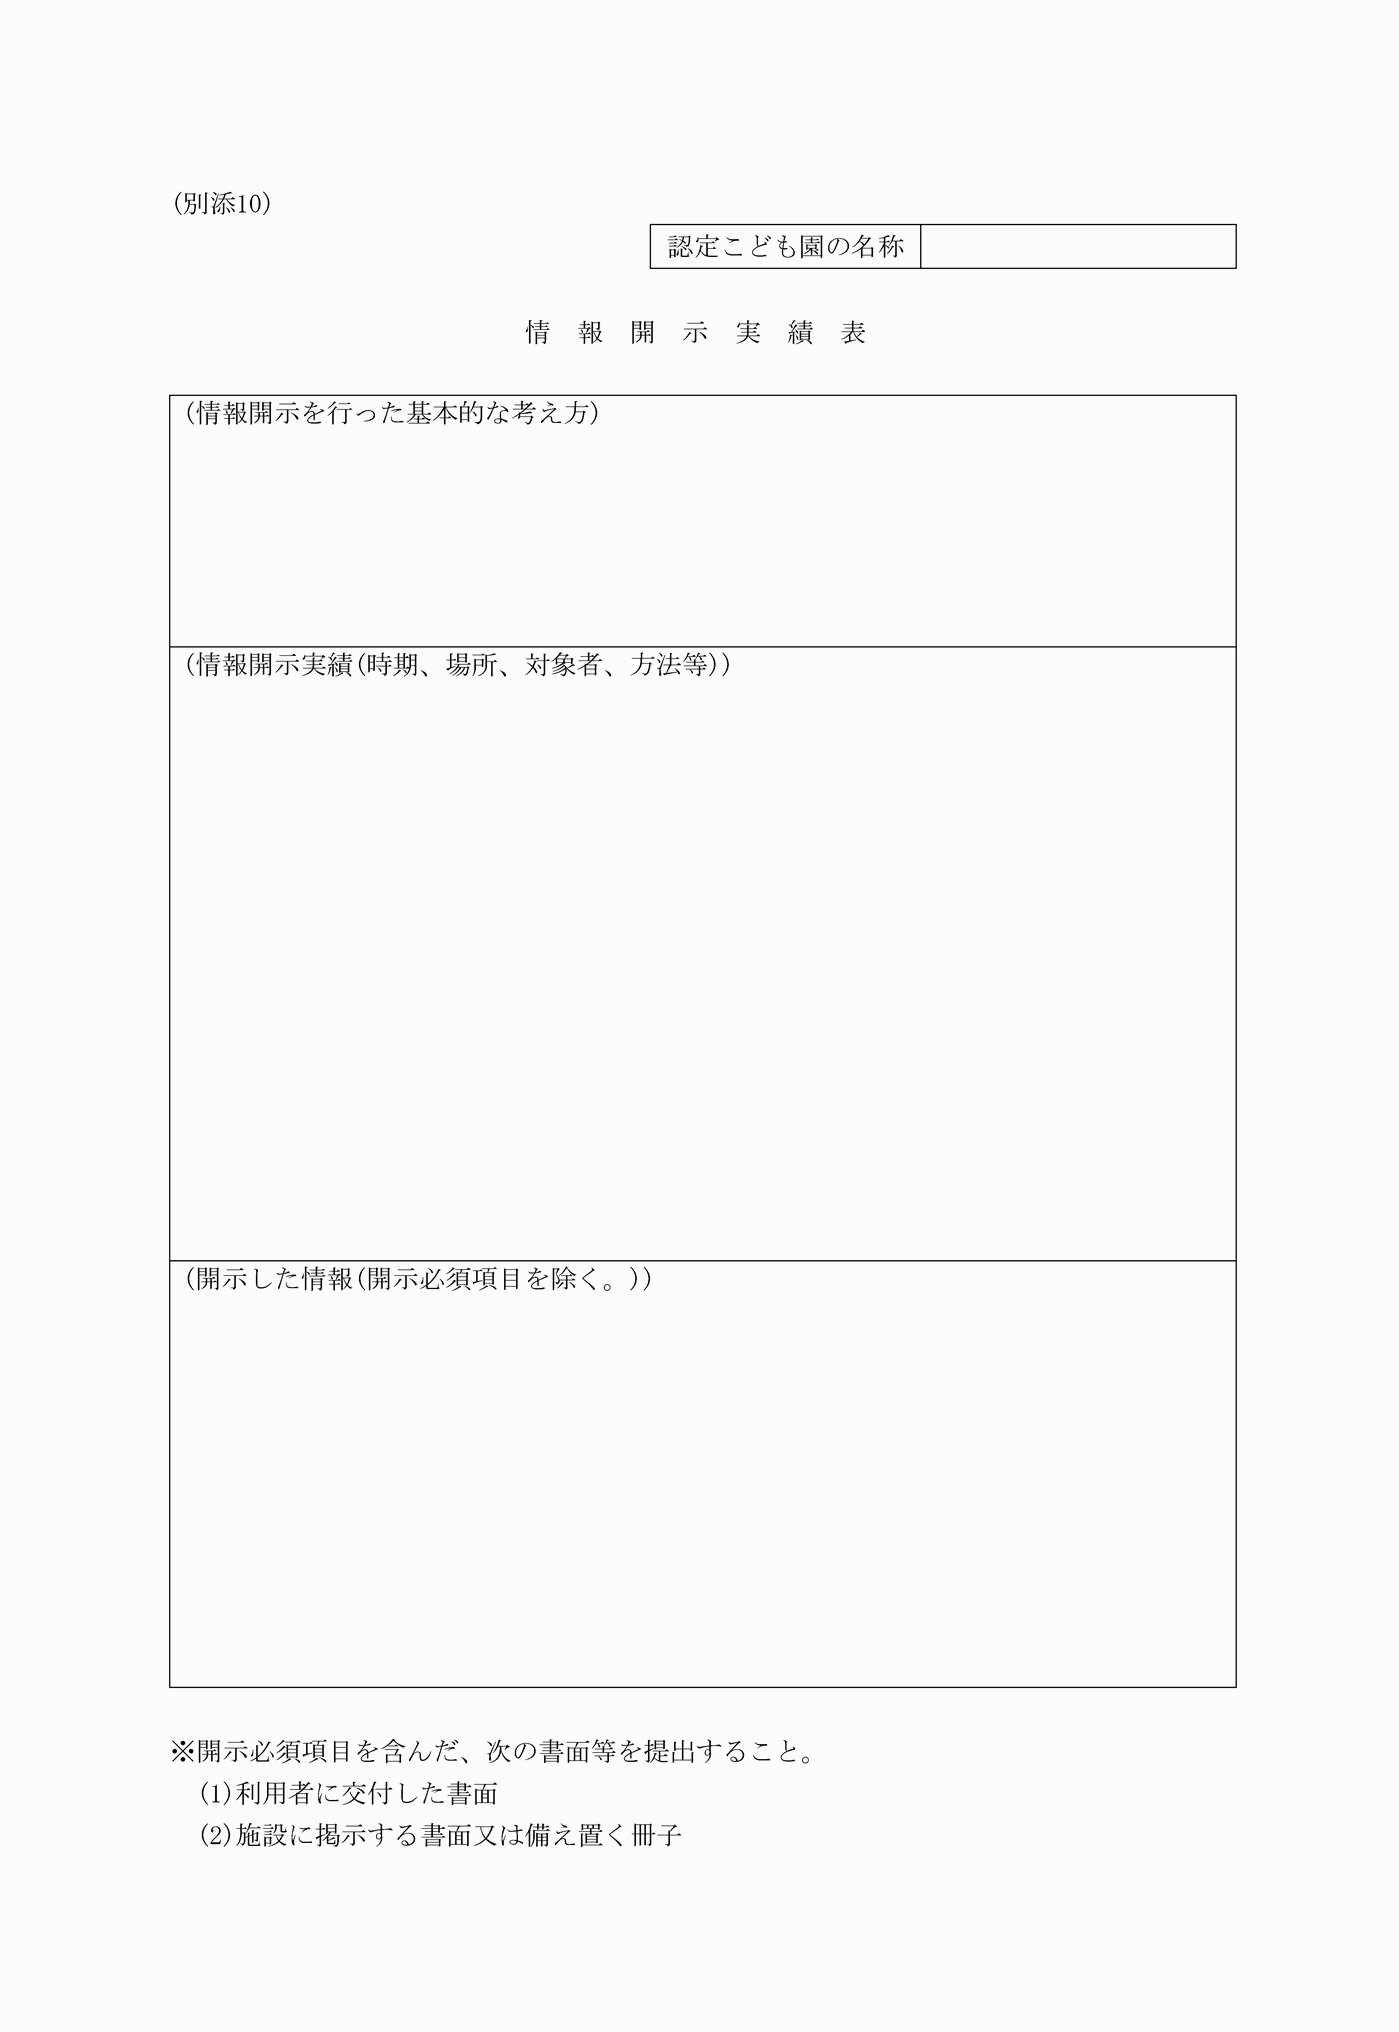 (別添10)
認定こども園の名称
情　報　開　示　実　績　表
(情報開示を行った基本的な考え方)
(情報開示実績(時期、場所、対象者、方法等))
(開示した情報(開示必須項目を除く。))
※開示必須項目を含んだ、次の書面等を提出すること。
(1)利用者に交付した書面
(2)施設に掲示する書面又は備え置く冊子